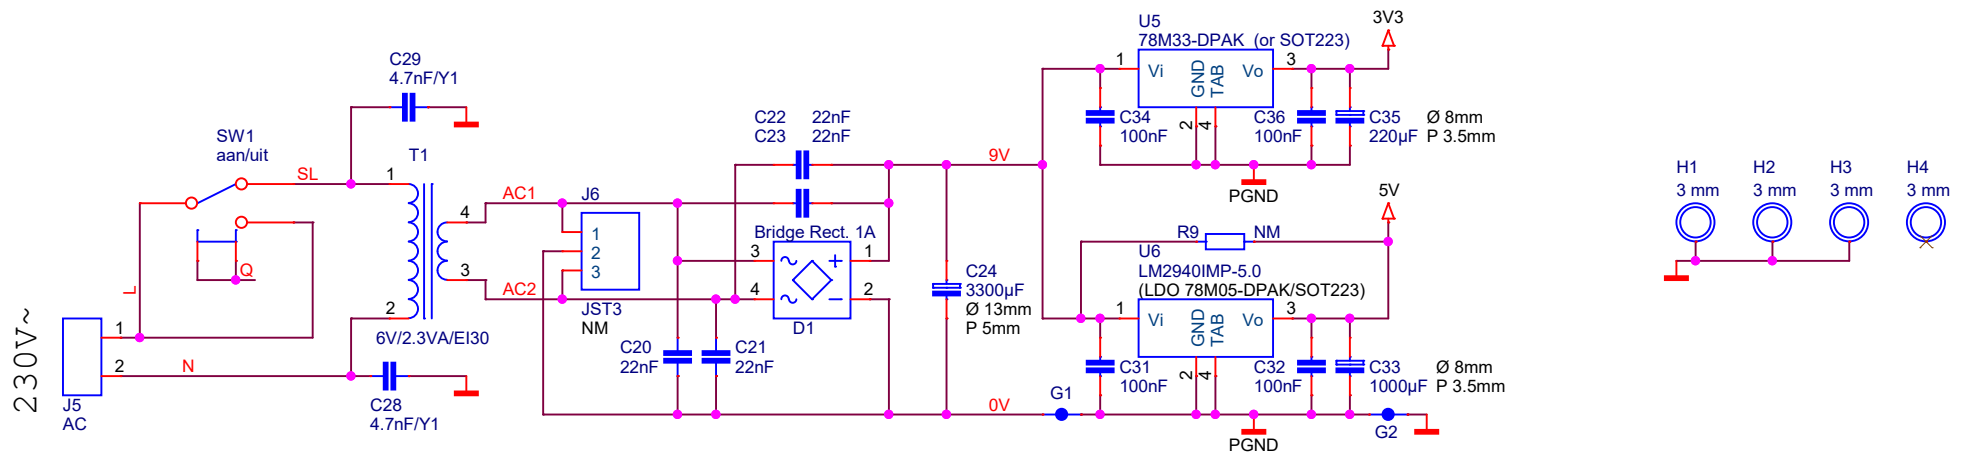 230V~
J5
AC
1
2
L
N
SW1
aan/uit
SL
Q
C29
4.7nF/Y1
C28
4.7nF/Y1
T1
1
2
4
3
6V/2.3VA/EI30
AC1
AC2
J6
1
2
3
JST3
NM
C22 22nF
C23 22nF
C20
22nF
C21
22nF
Bridge Rect. 1A
3
4
1
2
D1
C24
3300µF
Ø 13mm
P 5mm
9V
0V
G1
U5
78M33-DPAK (or SOT223)
1
Vi
GND
TAB
Vo
3
2
4
C34
100nF
C36
100nF
C35
220µF
Ø 8mm
P 3.5mm
3V3
PGND
5V
R9
NM
U6
LM2940IMP-5.0
(LDO 78M05-DPAK/SOT223)
1
Vi
GND
TAB
Vo
3
2
4
C31
100nF
C32
100nF
C33
1000µF
Ø 8mm
P 3.5mm
PGND
G2
H1
3 mm
H2
3 mm
H3
3 mm
H4
3 mm